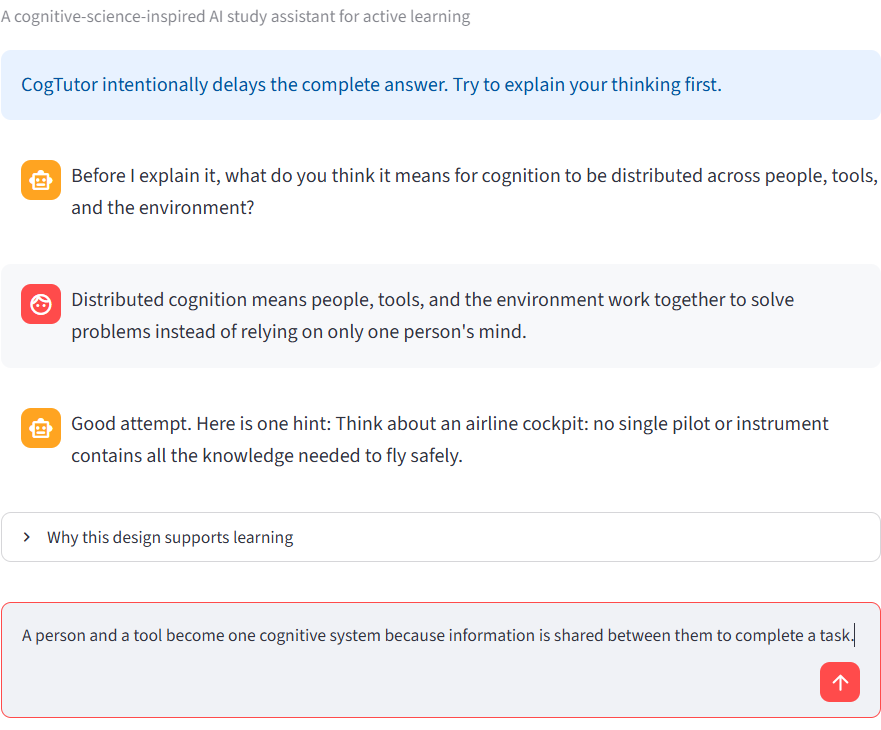 A cognitive-science-inspired AI study assistant for active learning
CogTutor intentionally delays the complete answer. Try to explain your thinking first.
Before I explain it, what do you think it means for cognition to be distributed across people, tools,
and the environment?
Distributed cognition means people, tools, and the environment work together to solve
problems instead of relying on only one person's mind.
Good attempt. Here is one hint: Think about an airline cockpit: no single pilot or instrument
contains all the knowledge needed to fly safely.
Why this design supports learning
A person and a tool become one cognitive system because information is shared between them to complete a task.